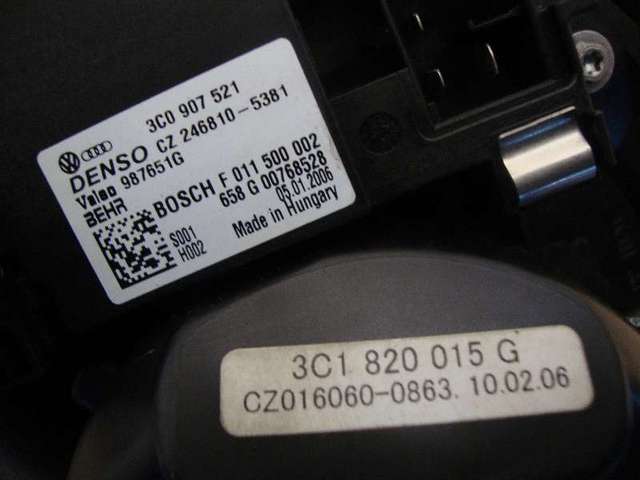 3C0 907 521
DENSO CZ 246810-5381
Valeo 987651G
BEHR
BOSCH F 011 500 002
658 G 00768528
05.01.2006
S001
H002
Made in Hungary
3C1 820 015 G
CZ016060-0863. 10.02.06